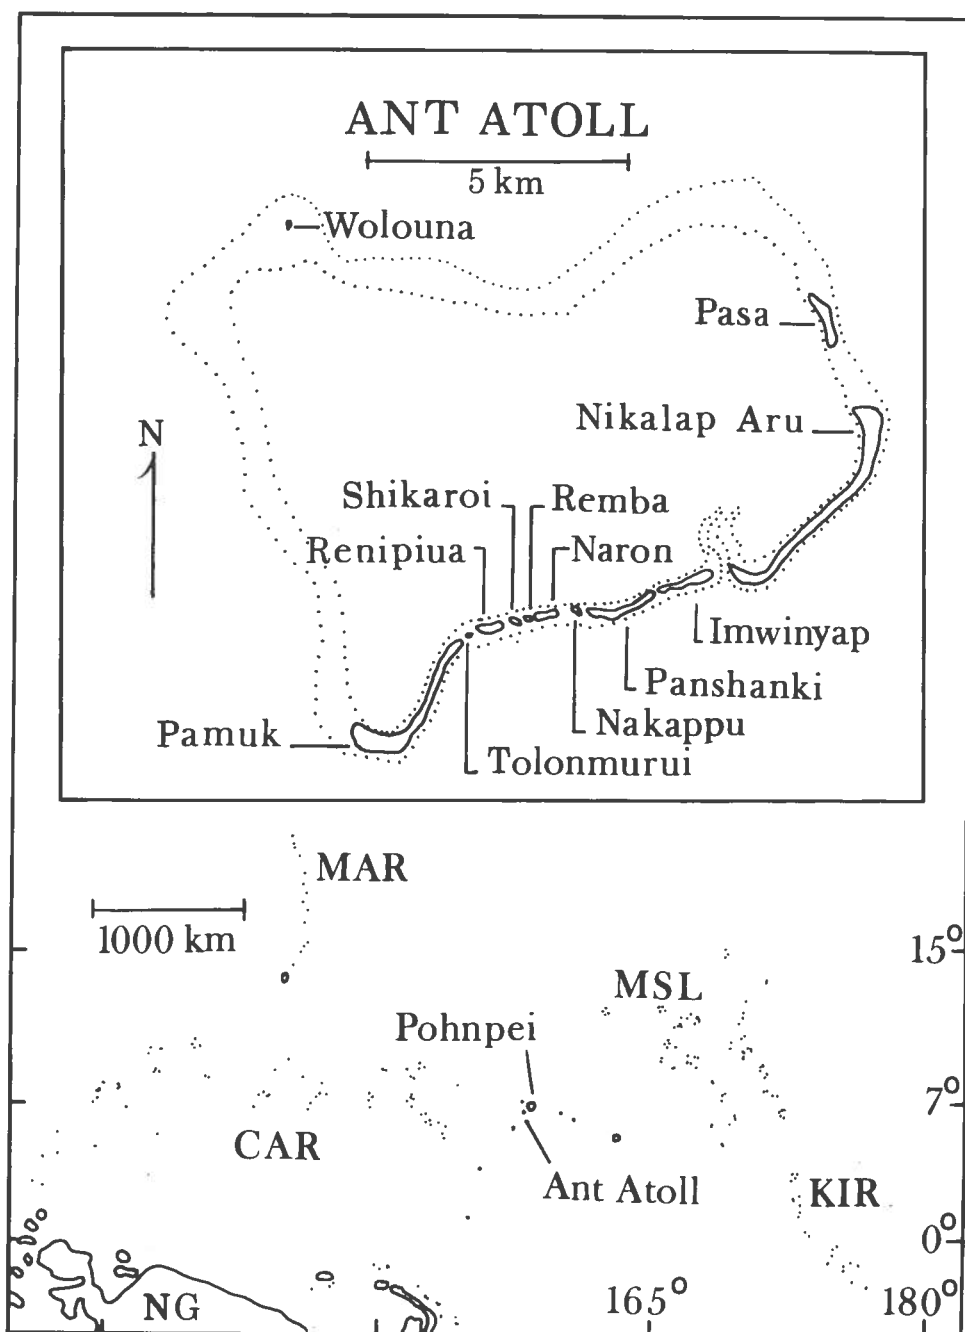 ANT ATOLL
5 km
Wolouna
Pasa
Nikalap Aru
N
Shikaroi
Remba
Renipiua
Naron
Imwinyap
Panshanki
Nakappu
Pamuk
Tolonmurui
MAR
1000 km
15°
MSL
Pohnpei
7°
CAR
Ant Atoll
KIR
0°
NG
165°
180°